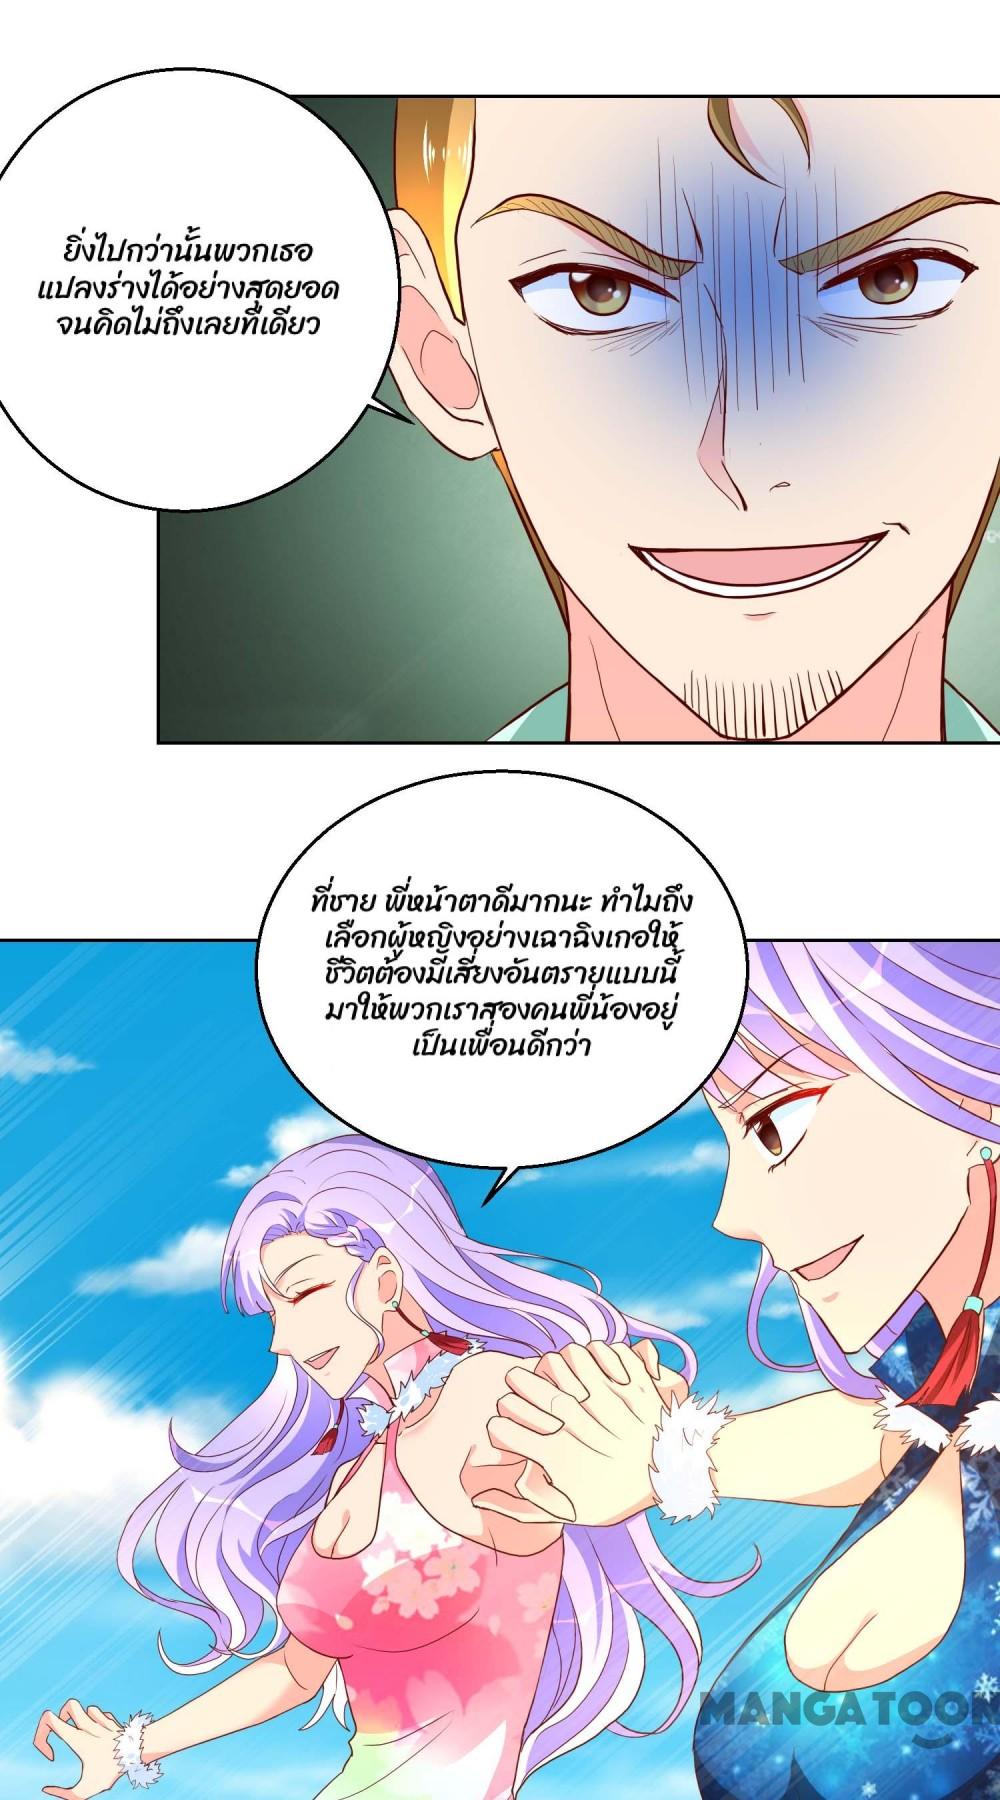 ยิ่งไปกว่านั้นพวกเธอ
แปลงร่างได้อย่างสุดยอด
จนคิดไม่ถึงเลยทีเดียว
ที่ชาย พี่หน้าตาดีมากนะ ทำไมถึง
เลือกผู้หญิงอย่างเฉาฉิงเกอให้
ชีวิตต้องมีเสี่ยงอันตรายแบบนี้
มาให้พวกเราสองคนพี่น้องอยู่
เป็นเพื่อนดีกว่า
MANGATOON